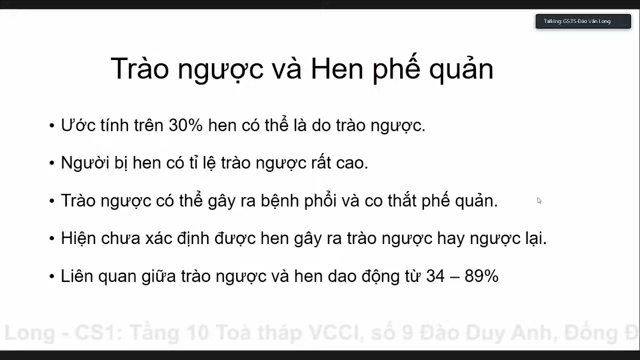 Talking: GS.TS Đào Văn Long
Trào ngược và Hen phế quản
• Ước tính trên 30% hen có thể là do trào ngược.
• Người bị hen có tỉ lệ trào ngược rất cao.
• Trào ngược có thể gây ra bệnh phổi và co thắt phế quản.
• Hiện chưa xác định được hen gây ra trào ngược hay ngược lại.
• Liên quan giữa trào ngược và hen dao động từ 34 – 89%
Long - CS1: Tầng 10 Toà tháp VCCI, số 9 Đào Duy Anh, Đống Đ